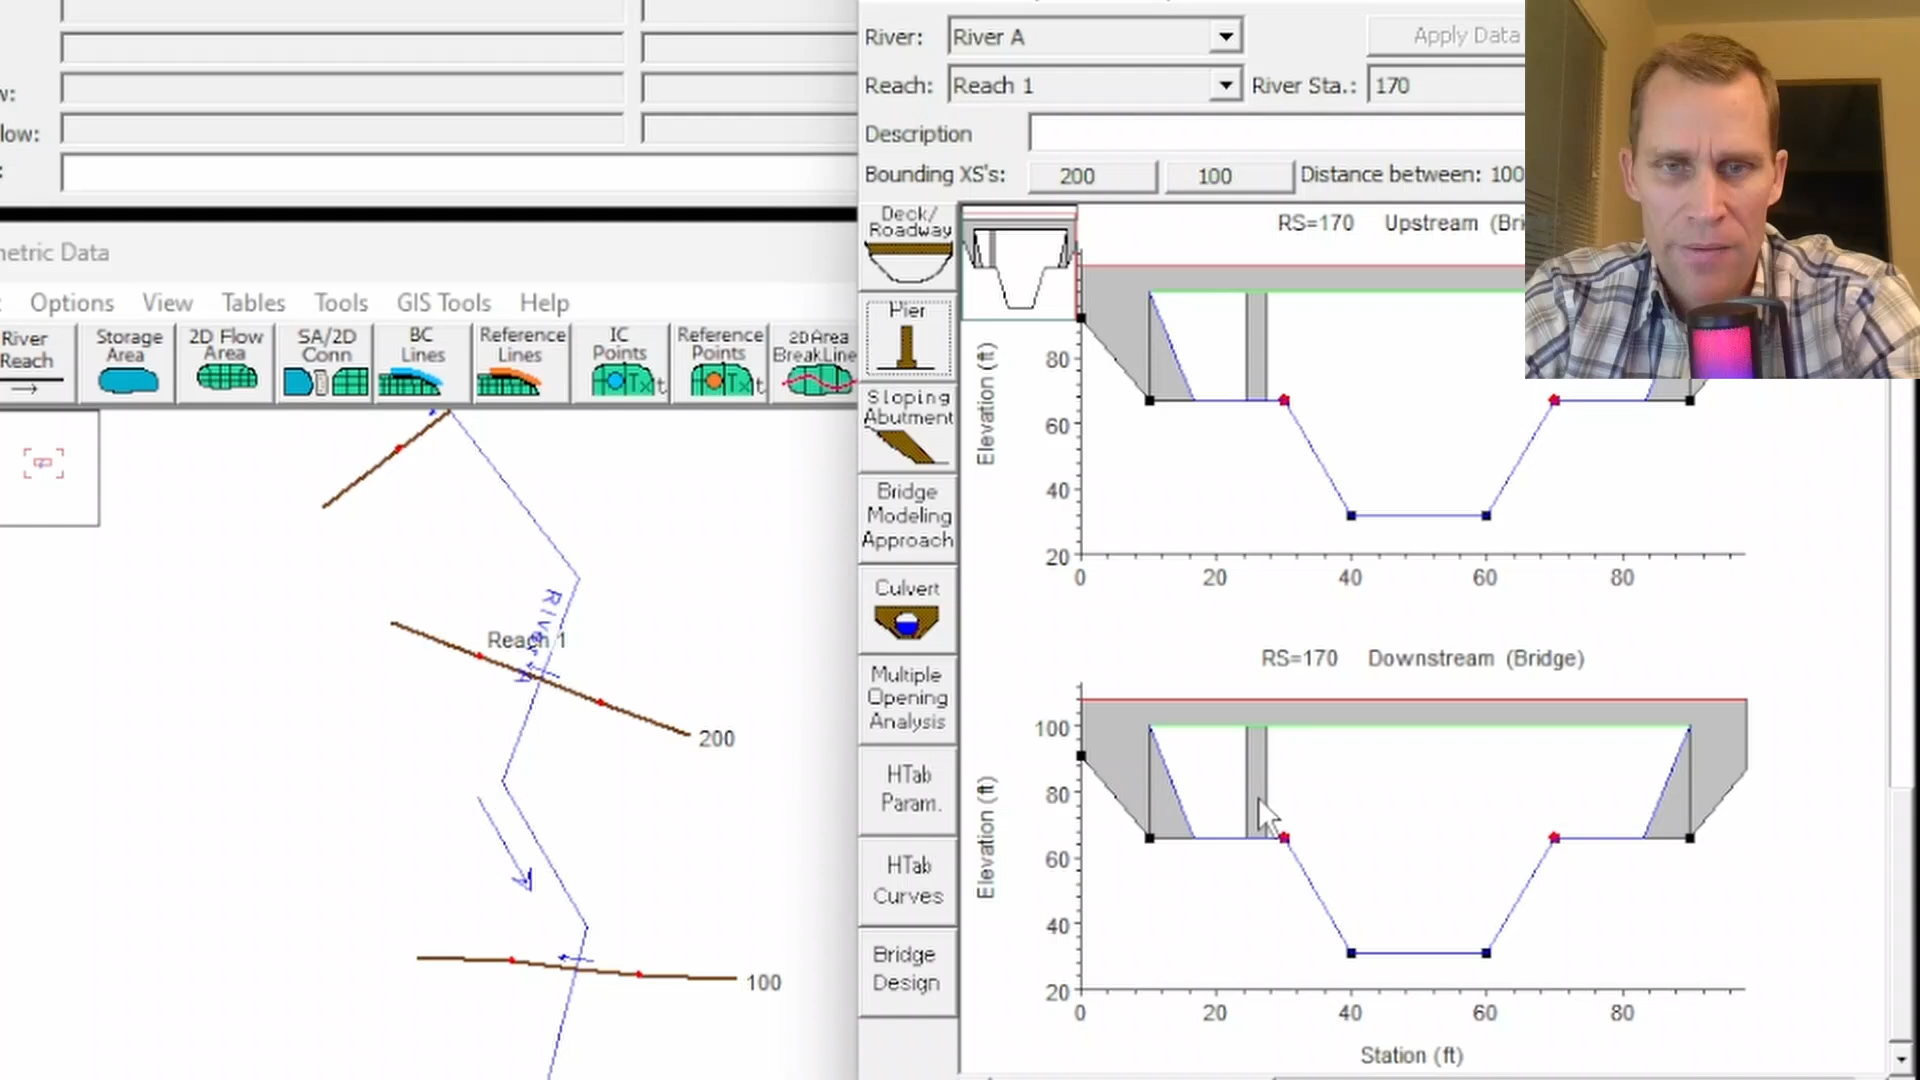 w:
low:
:
metric Data
: Options View Tables Tools GIS Tools Help
River Reach
Storage Area
2D Flow Area
SA/2D Conn
BC Lines
Reference Lines
IC Points
Reference Points
2D Area BreakLine
River A
Reach 1
200
100
River: River A
Apply Data
Reach: Reach 1
River Sta.: 170
Description
Bounding XS's: 200 100 Distance between: 100
Deck/ Roadway
Pier
Sloping Abutment
Bridge Modeling Approach
Culvert
Multiple Opening Analysis
HTab Param.
HTab Curves
Bridge Design
RS=170 Upstream (Bri
Elevation (ft)
80
60
40
20
0 20 40 60 80
RS=170 Downstream (Bridge)
Elevation (ft)
100
80
60
40
20
0 20 40 60 80
Station (ft)